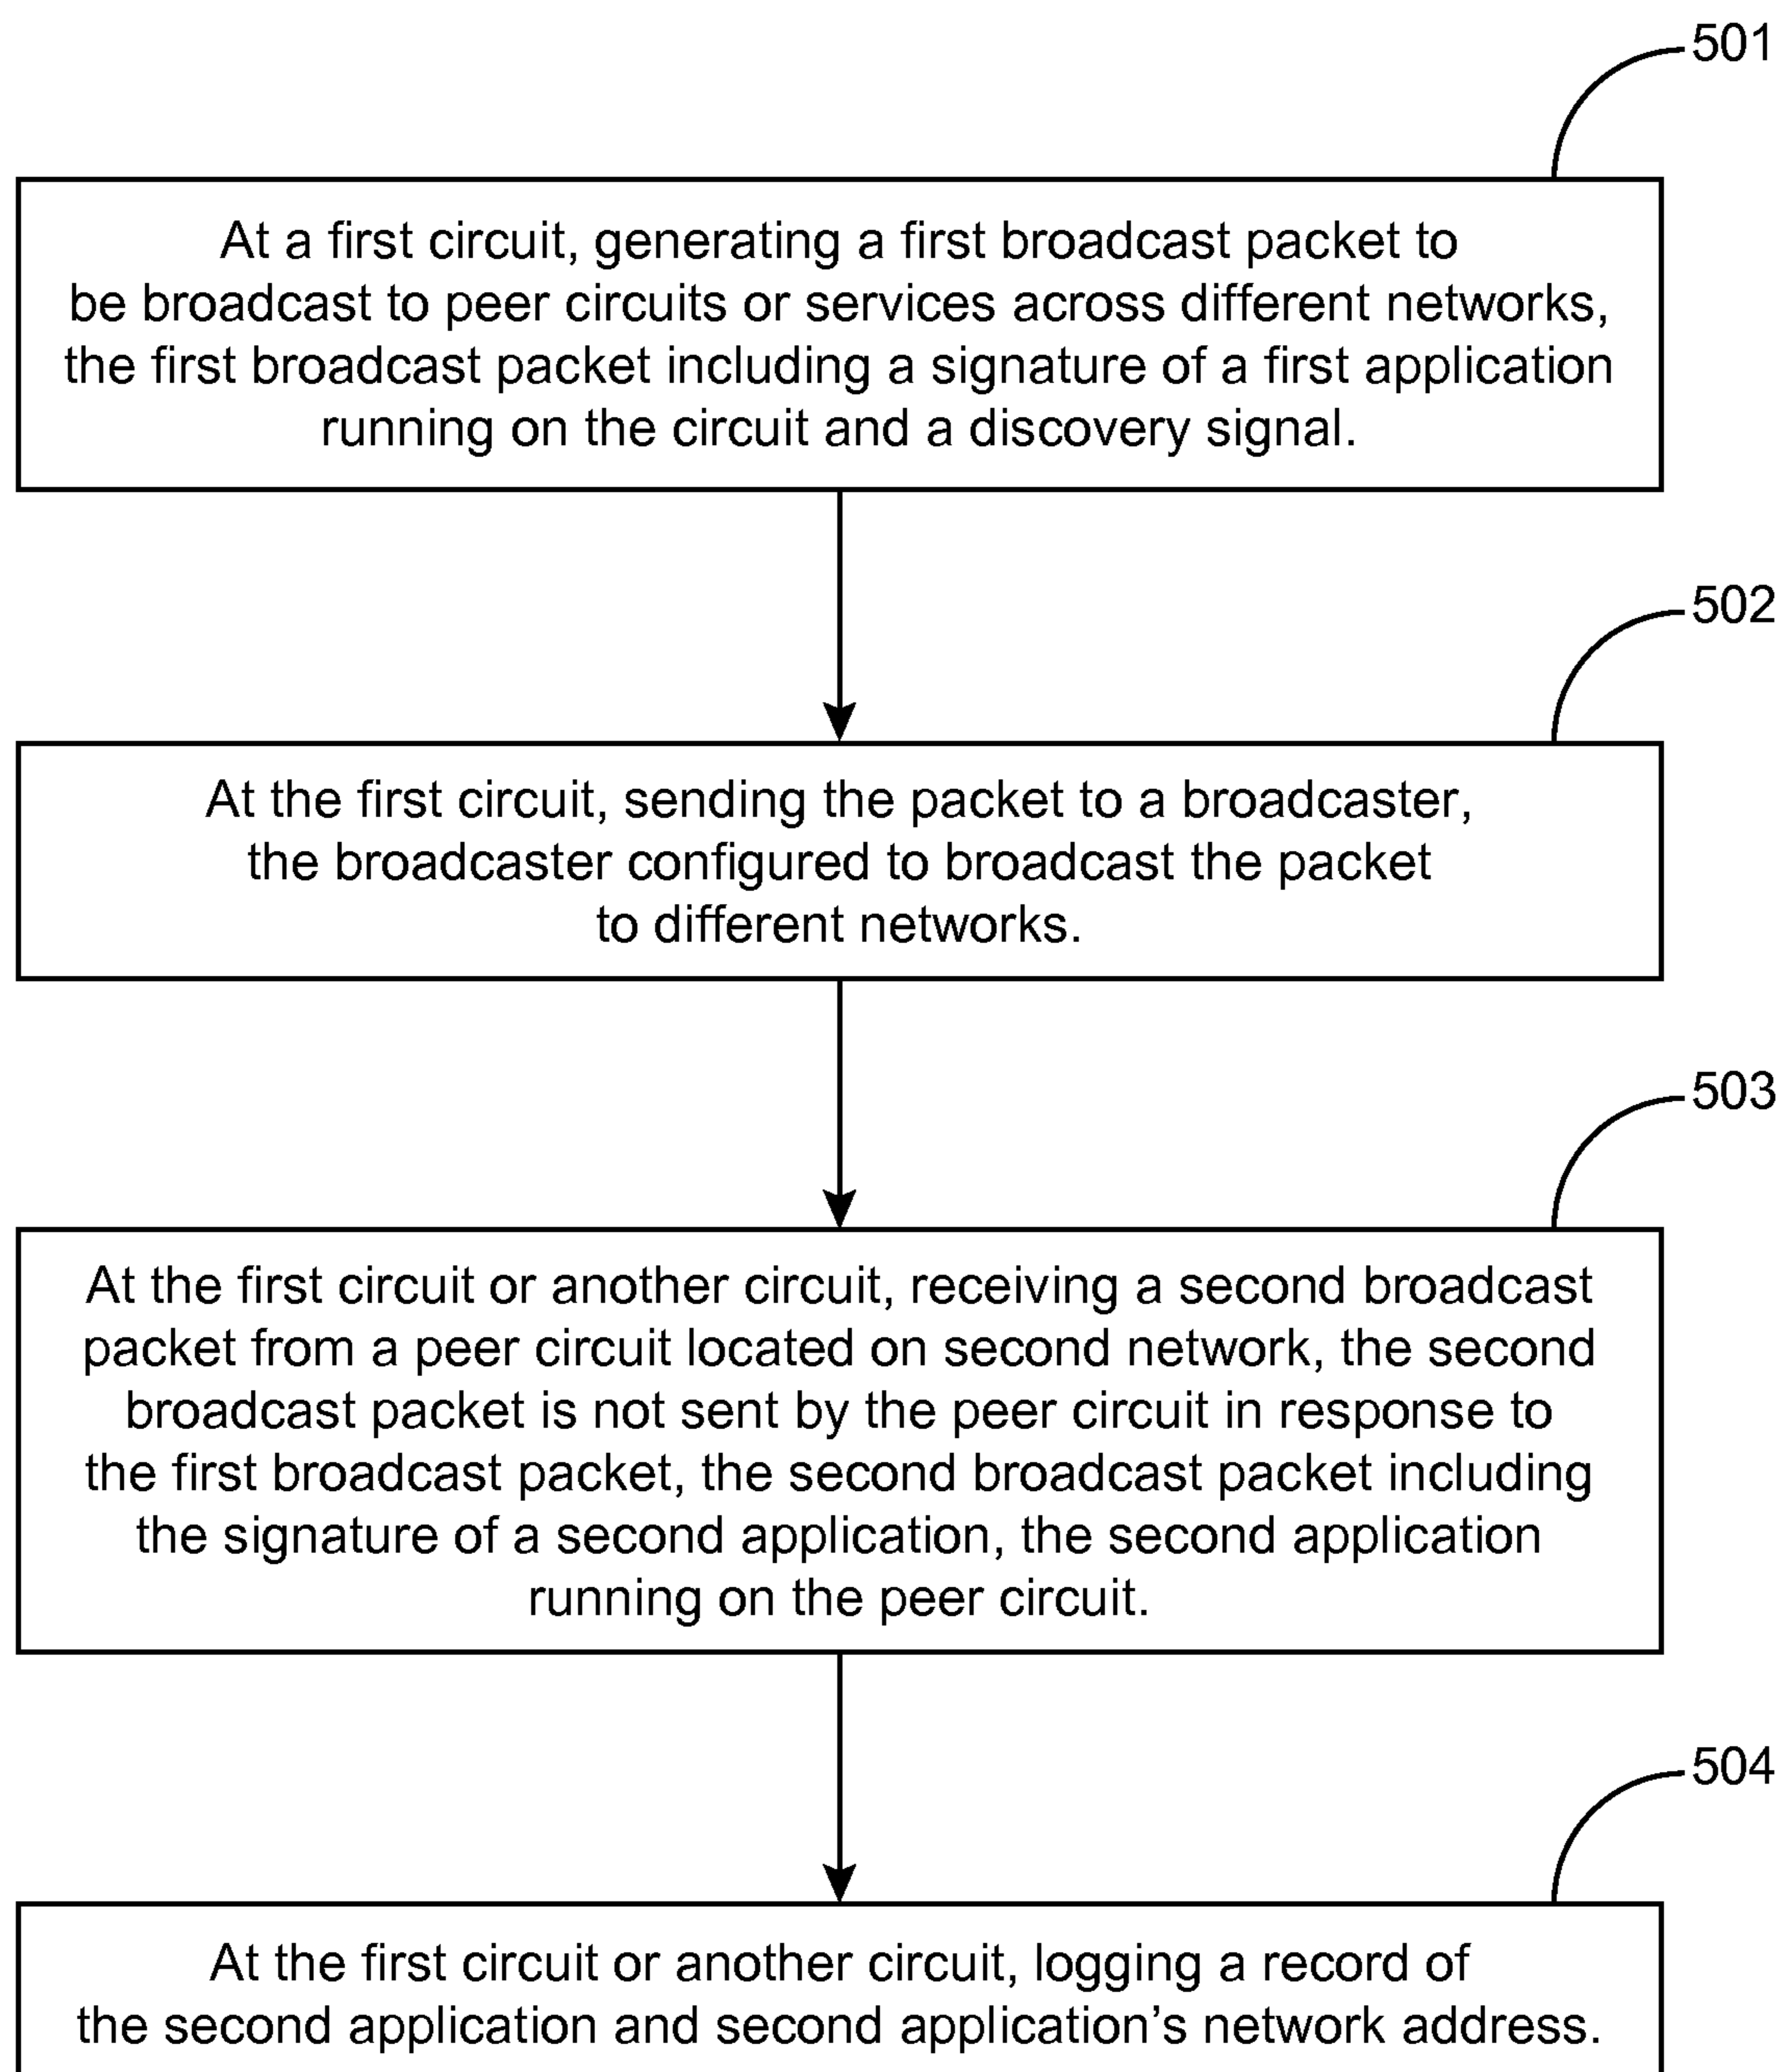 501
At a first circuit, generating a first broadcast packet to
be broadcast to peer circuits or services across different networks,
the first broadcast packet including a signature of a first application
running on the circuit and a discovery signal.
502
At the first circuit, sending the packet to a broadcaster,
the broadcaster configured to broadcast the packet
to different networks.
503
At the first circuit or another circuit, receiving a second broadcast
packet from a peer circuit located on second network, the second
broadcast packet is not sent by the peer circuit in response to
the first broadcast packet, the second broadcast packet including
the signature of a second application, the second application
running on the peer circuit.
504
At the first circuit or another circuit, logging a record of
the second application and second application’s network address.